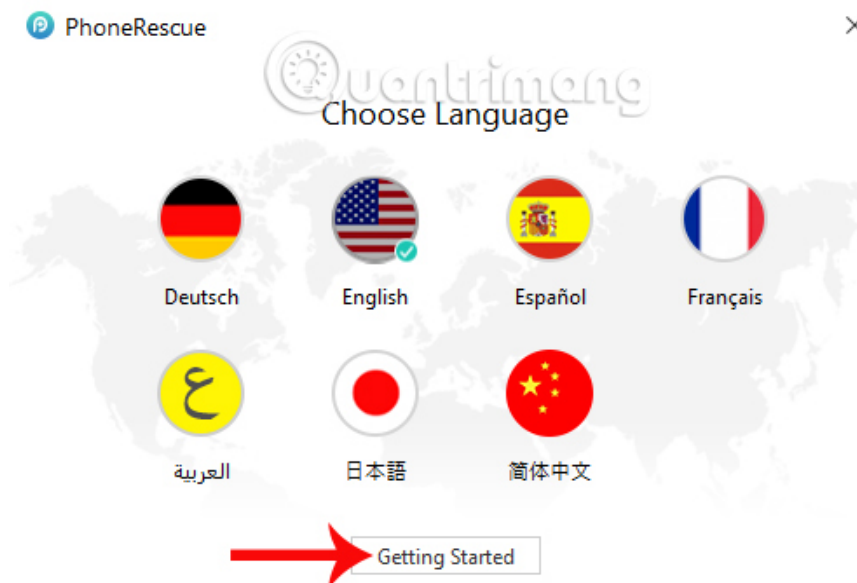 PhoneRescue
Quantrimang
Choose Language
Deutsch English Español Français
ع
العربية 日本語 简体中文
Getting Started